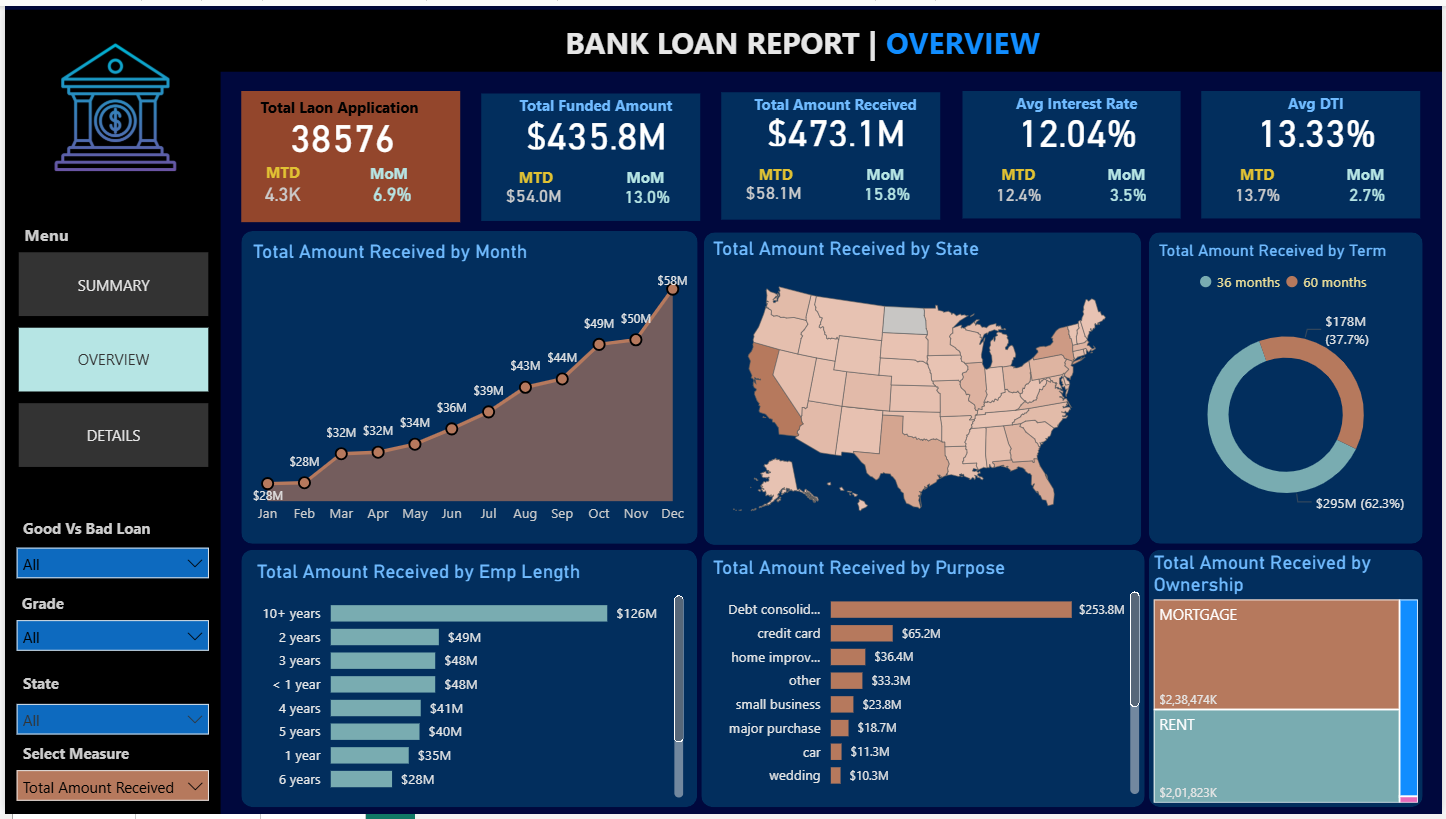 BANK LOAN REPORT | OVERVIEW
Total Laon Application
38576
MTD
MoM
4.3K
6.9%
Total Funded Amount
$435.8M
MTD
MoM
$54.0M
13.0%
Total Amount Received
$473.1M
MTD
MoM
$58.1M
15.8%
Avg Interest Rate
12.04%
MTD
MoM
12.4%
3.5%
Avg DTI
13.33%
MTD
MoM
13.7%
2.7%
Menu
SUMMARY
OVERVIEW
DETAILS
Good Vs Bad Loan
All
Grade
All
State
All
Select Measure
Total Amount Received
Total Amount Received by Month
$28M
$28M
$32M
$32M
$34M
$36M
$39M
$43M
$44M
$49M
$50M
$58M
Jan Feb Mar Apr May Jun Jul Aug Sep Oct Nov Dec
Total Amount Received by State
Total Amount Received by Term
36 months 60 months
$178M
(37.7%)
$295M (62.3%)
Total Amount Received by Emp Length
10+ years $126M
2 years $49M
3 years $48M
< 1 year $48M
4 years $41M
5 years $40M
1 year $35M
6 years $28M
Total Amount Received by Purpose
Debt consolid... $253.8M
credit card $65.2M
home improv... $36.4M
other $33.3M
small business $23.8M
major purchase $18.7M
car $11.3M
wedding $10.3M
Total Amount Received by
Ownership
MORTGAGE
$2,38,474K
RENT
$2,01,823K